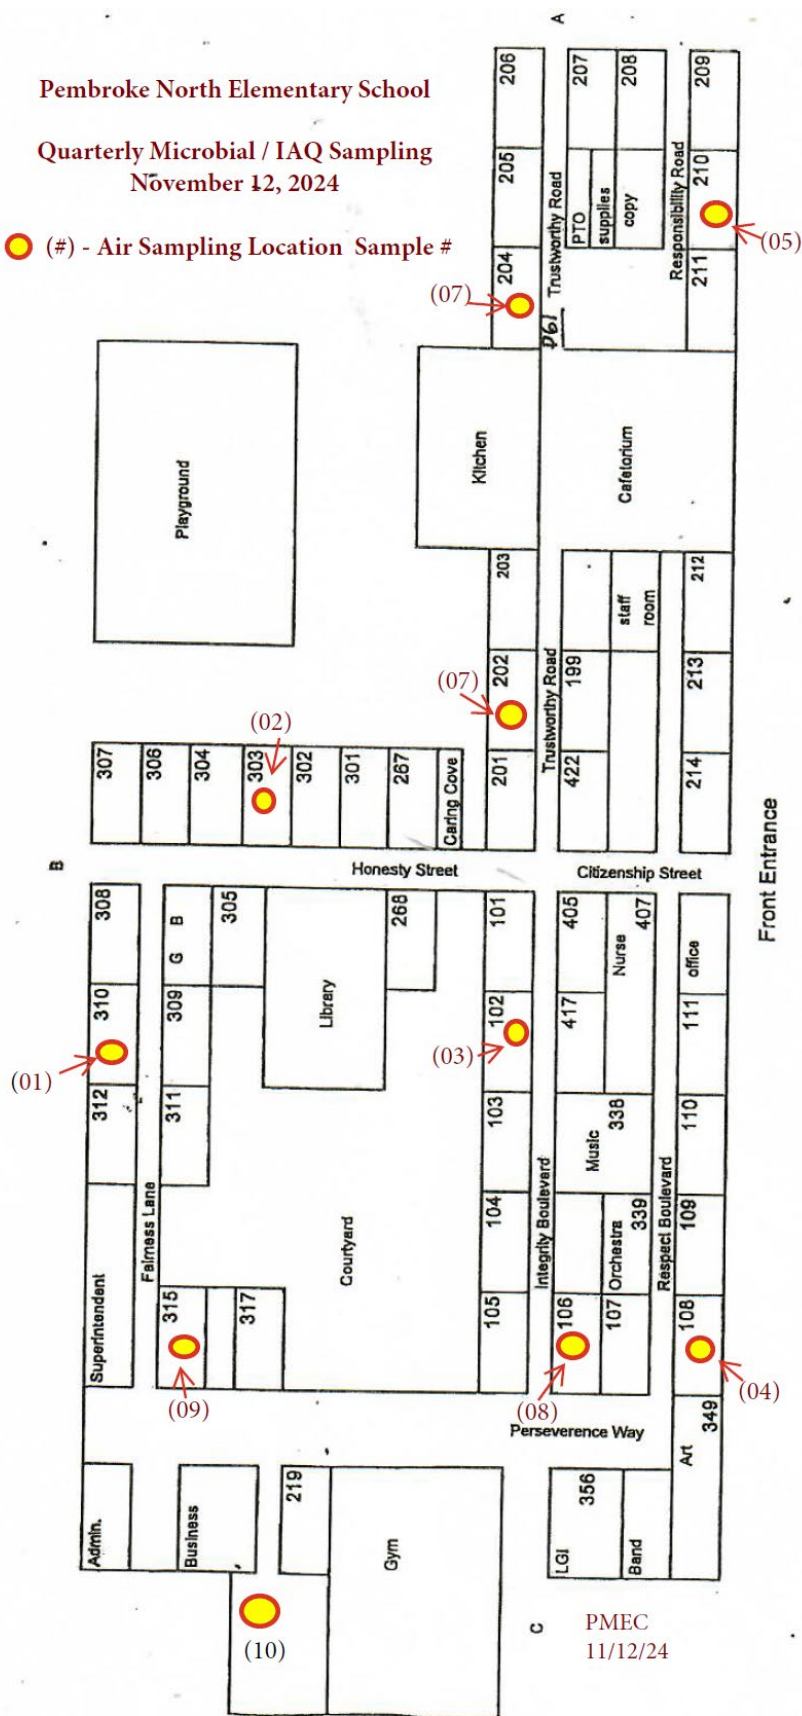 Pembroke North Elementary School
Quarterly Microbial / IAQ Sampling
November 12, 2024
(#) - Air Sampling Location Sample #
A
206
207
208
209
205
PTO
supplies
copy
Responsibility Road
210
(05)
204
Trustworthy Road
211
(07)
D61
Playground
Kitchen
Cafetorium
203
staff
room
212
202
199
213
(07)
Trustworthy Road
(02)
307
306
304
303
302
301
267
Caring Cove
201
422
214
B
Honesty Street
Citizenship Street
Front Entrance
308
G B
305
268
101
405
Nurse
407
office
310
309
Library
102
417
111
(01)
(03)
312
311
103
Music
338
110
Fairness Lane
Courtyard
104
Integrity Boulevard
Orchestra
339
Respect Boulevard
109
Superintendent
315
317
105
106
107
108
(09)
(08)
(04)
Perseverence Way
Art
349
Admin.
Business
219
Gym
LGI
356
Band
(10)
C
PMEC
11/12/24